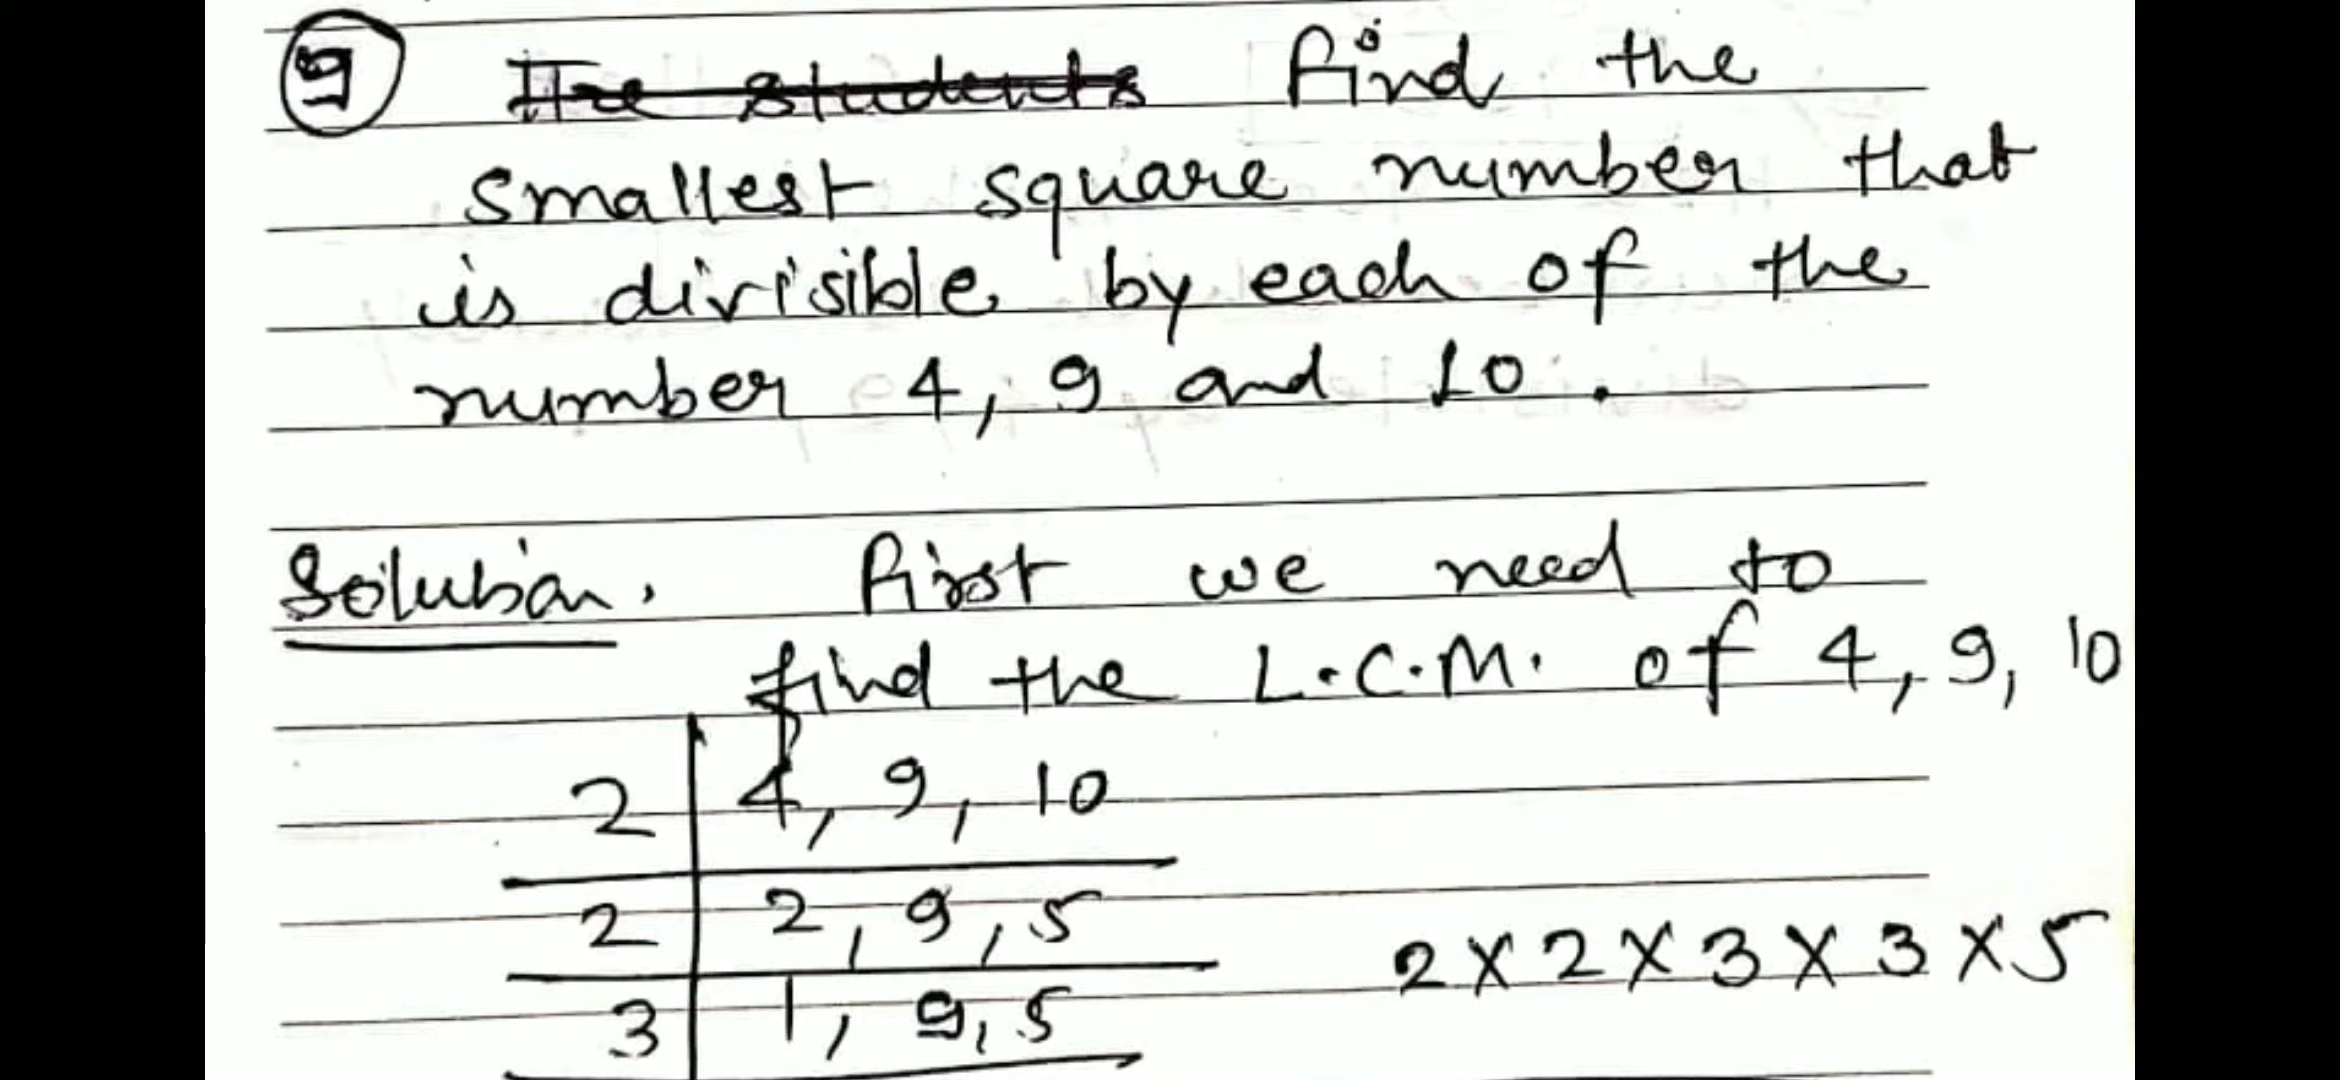 9 The students find the
smallest square number that
is divisible by each of the
number 4, 9 and 10.
Solution. First we need to
find the L.C.M. of 4, 9, 10
2 | 4, 9, 10
2 | 2, 9, 5
2 × 2 × 3 × 3 × 5
3 | 1, 9, 5